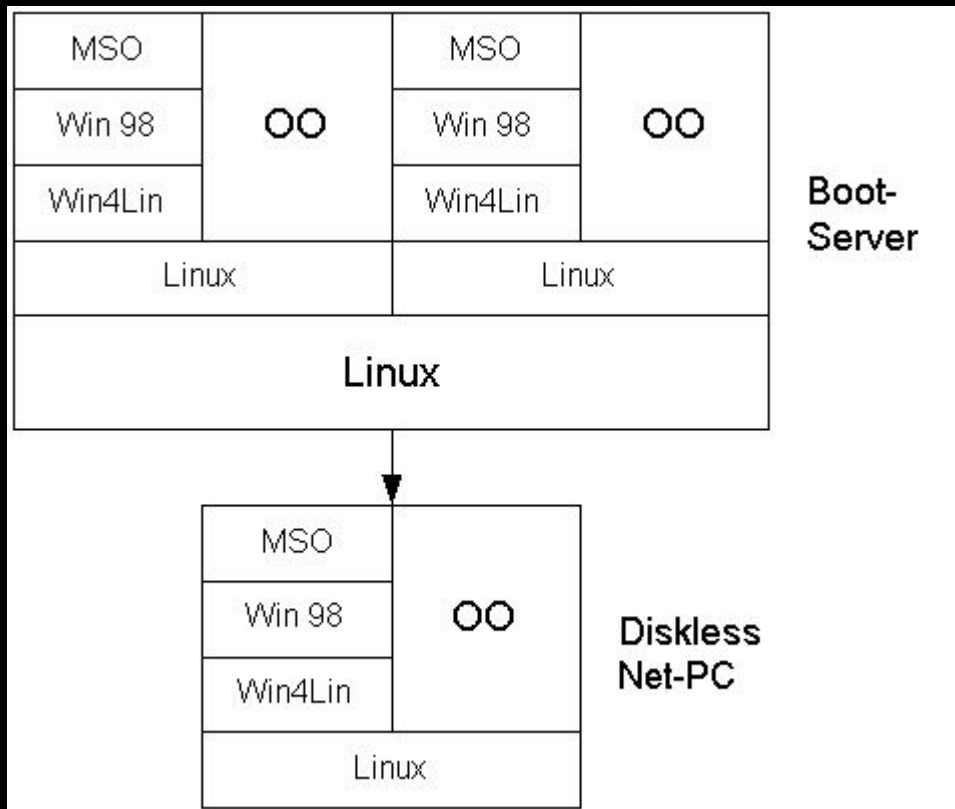 MSO
MSO
Win 98
OO
Win 98
OO
Win4Lin
Win4Lin
Boot-
Server
Linux
Linux
Linux
MSO
Win 98
OO
Diskless
Net-PC
Win4Lin
Linux